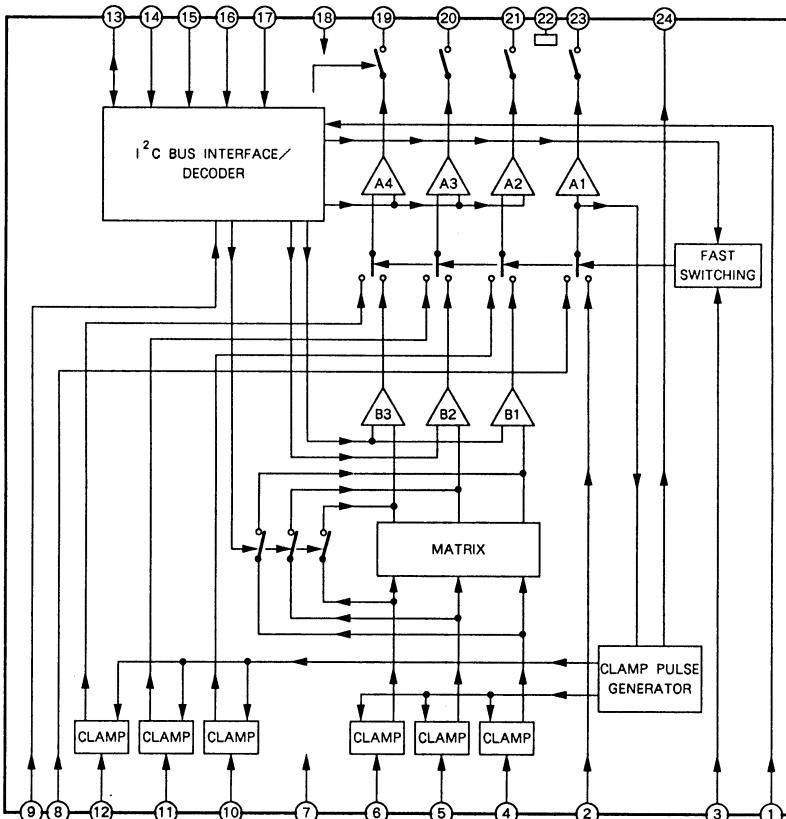 13 14 15 16 17 18 19 20 21 22 23 24
I²C BUS INTERFACE/
DECODER
A4 A3 A2 A1
FAST
SWITCHING
B3 B2 B1
MATRIX
CLAMP PULSE
GENERATOR
CLAMP CLAMP CLAMP CLAMP CLAMP CLAMP
9 8 12 11 10 7 6 5 4 2 3 1